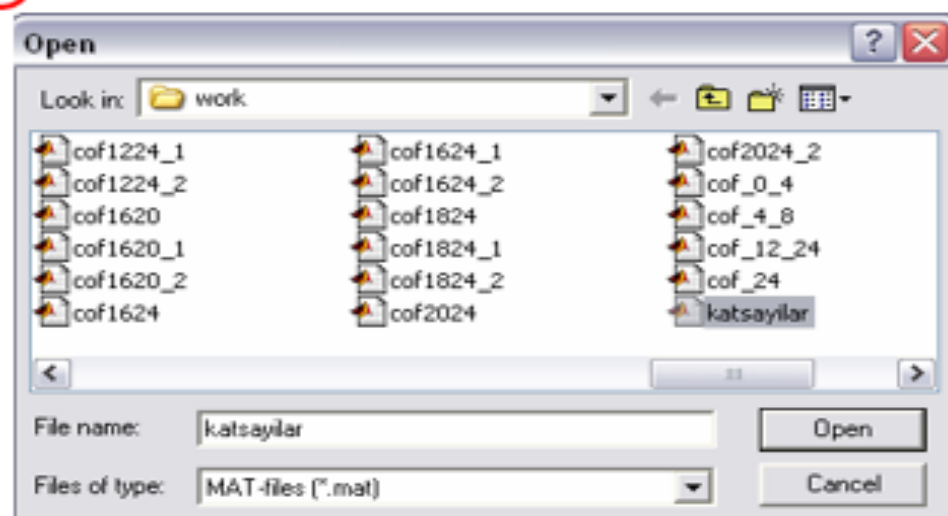 Open
Look in: work
cof1224_1 cof1624_1 cof2024_2
cof1224_2 cof1624_2 cof_0_4
cof1620 cof1824 cof_4_8
cof1620_1 cof1824_1 cof_12_24
cof1620_2 cof1824_2 cof_24
cof1624 cof2024 katsayilar
File name: katsayilar Open
Files of type: MAT-files (*.mat) Cancel